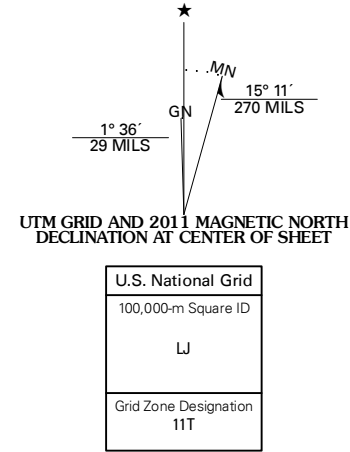 ★
MN
GN
15° 11´
270 MILS
1° 36´
29 MILS
UTM GRID AND 2011 MAGNETIC NORTH
DECLINATION AT CENTER OF SHEET
U.S. National Grid
100,000-m Square ID
LJ
Grid Zone Designation
11T